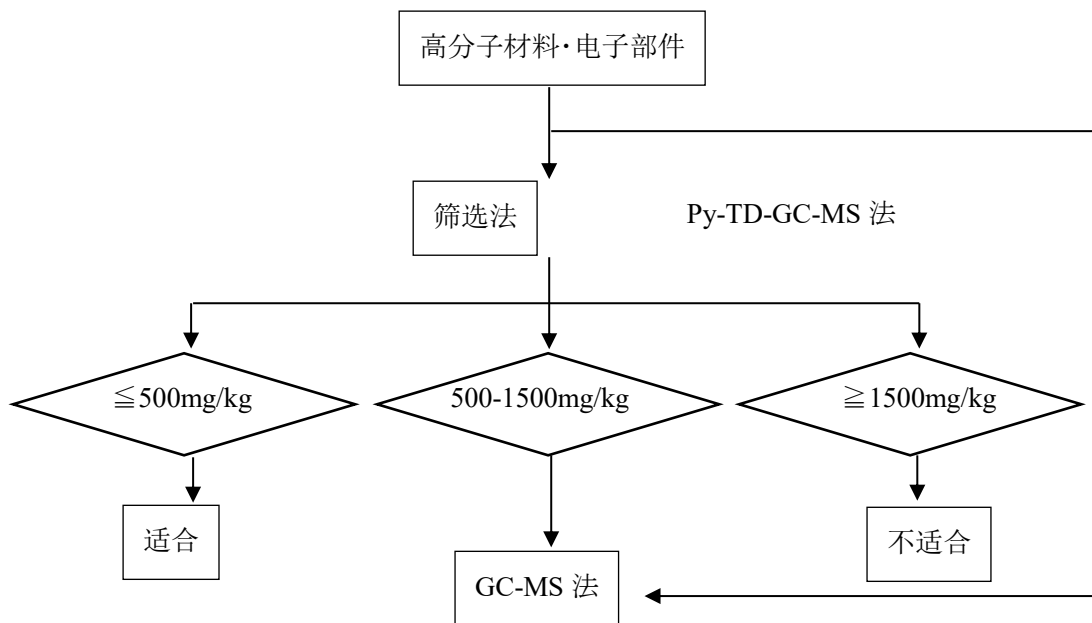 高分子材料·电子部件
筛选法
Py-TD-GC-MS 法
≦500mg/kg
500-1500mg/kg
≧1500mg/kg
适合
不适合
GC-MS 法